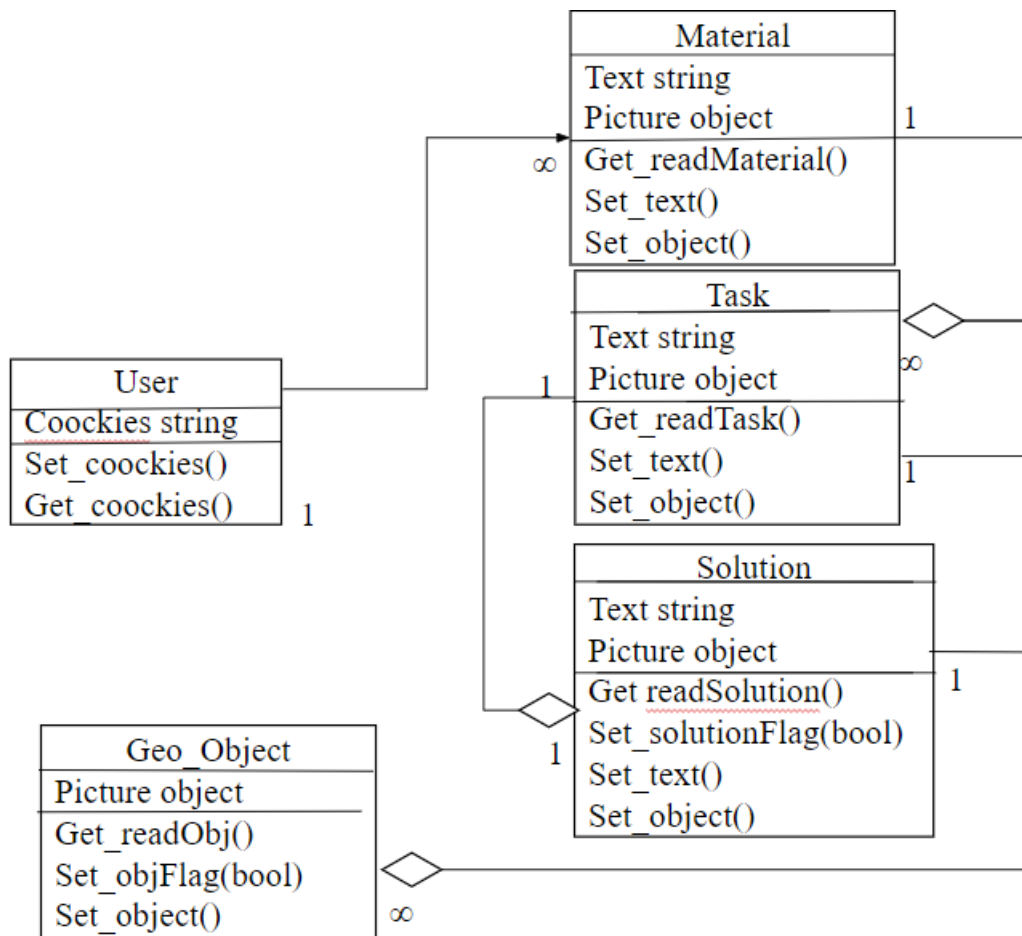 Material
Text string
Picture object
Get_readMaterial()
Set_text()
Set_object()
1
∞
Task
Text string
Picture object
Get_readTask()
Set_text()
Set_object()
∞
1
1
User
Coockies string
Set_coockies()
Get_coockies()
1
Solution
Text string
Picture object
Get readSolution()
Set_solutionFlag(bool)
Set_text()
Set_object()
1
1
Geo_Object
Picture object
Get_readObj()
Set_objFlag(bool)
Set_object()
∞